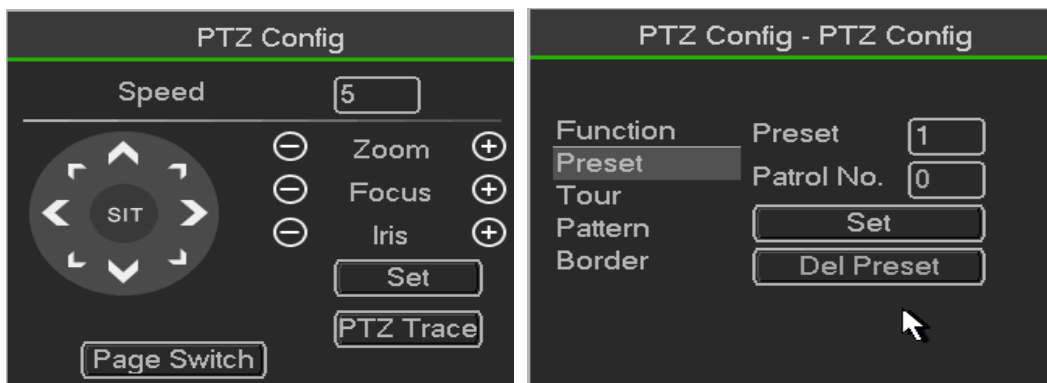 PTZ Config
Speed 5
Zoom
SIT Focus
Iris
Set
PTZ Trace
Page Switch
PTZ Config - PTZ Config
Function Preset 1
Preset Patrol No. 0
Tour
Pattern Set
Border Del Preset